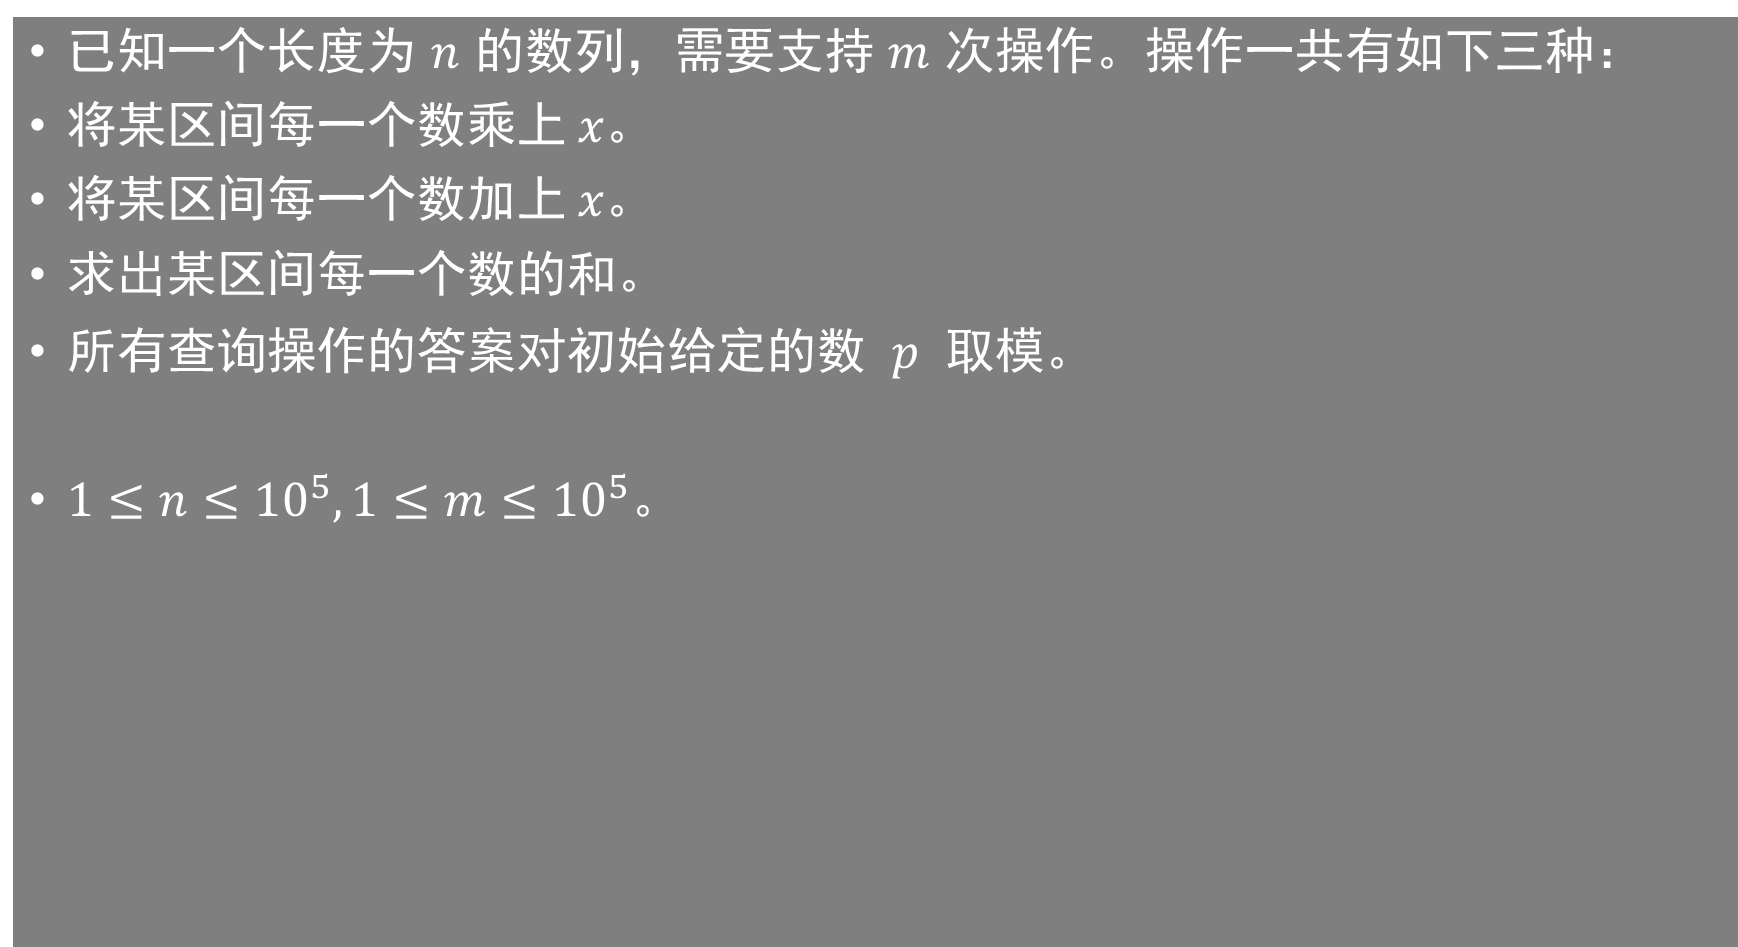 • 已知一个长度为 n 的数列，需要支持 m 次操作。操作一共有如下三种：
• 将某区间每一个数乘上 x。
• 将某区间每一个数加上 x。
• 求出某区间每一个数的和。
• 所有查询操作的答案对初始给定的数 p 取模。
• 1 ≤ n ≤ 10⁵, 1 ≤ m ≤ 10⁵。